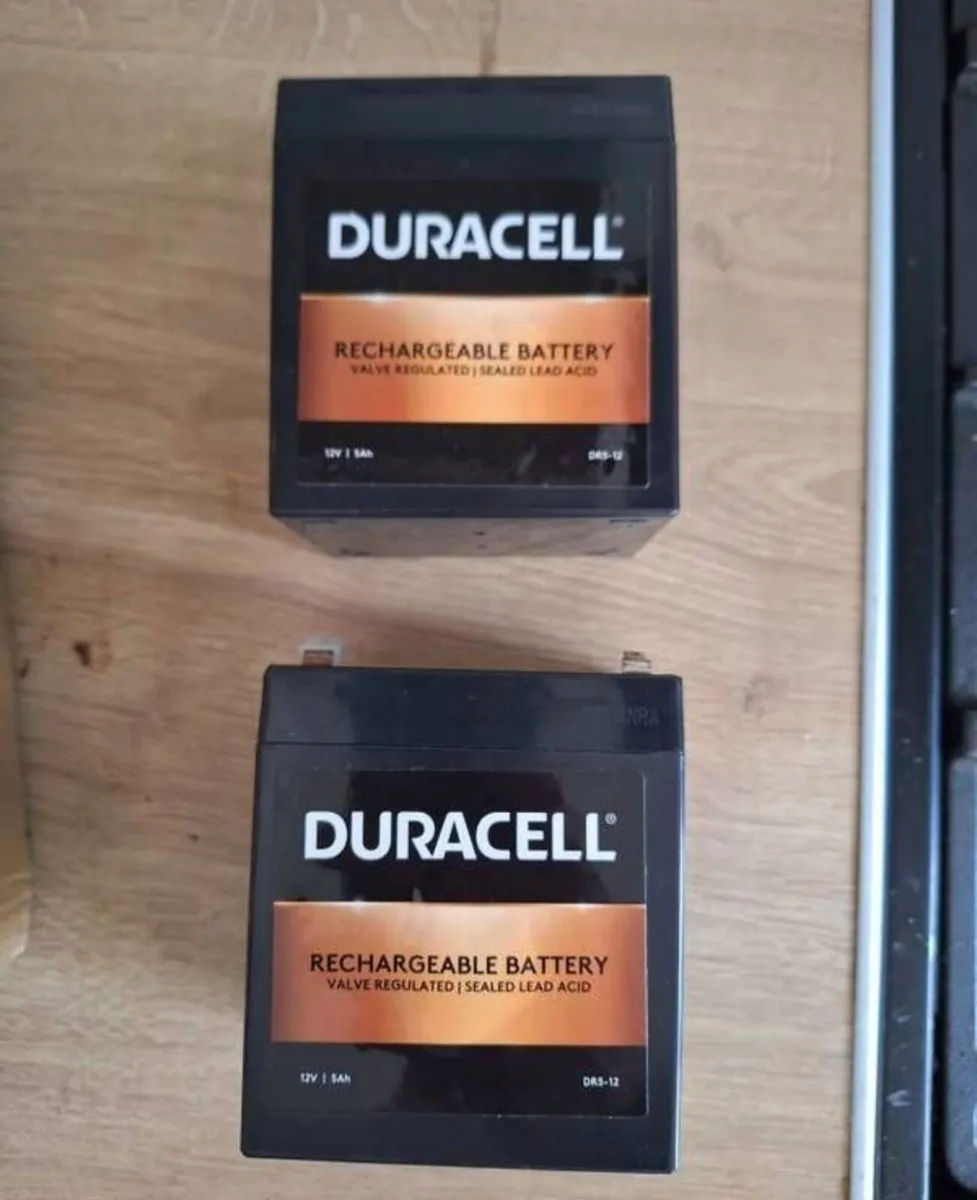 DURACELL®
RECHARGEABLE BATTERY
VALVE REGULATED | SEALED LEAD ACID
12V | 5Ah DR5-12
DURACELL®
RECHARGEABLE BATTERY
VALVE REGULATED | SEALED LEAD ACID
12V | 5Ah DR5-12